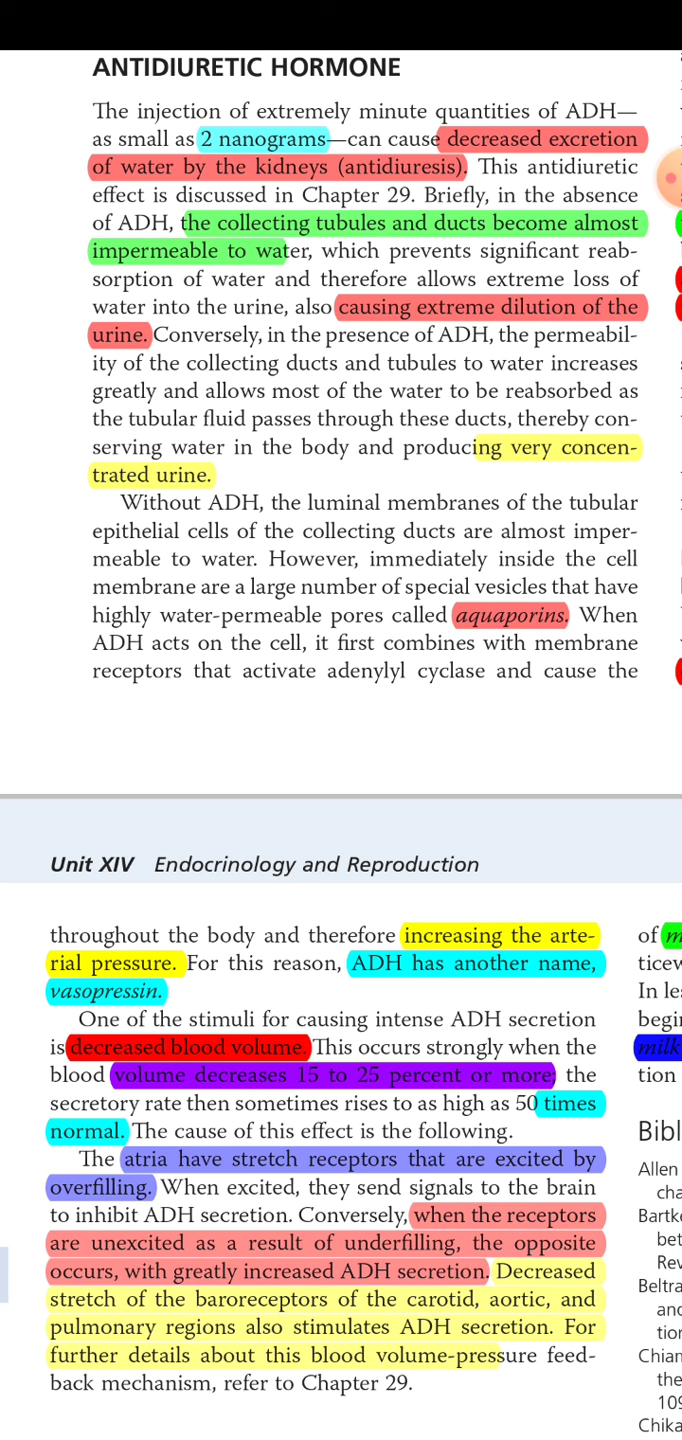 ANTIDIURETIC HORMONE
The injection of extremely minute quantities of ADH—
as small as 2 nanograms—can cause decreased excretion
of water by the kidneys (antidiuresis). This antidiuretic
effect is discussed in Chapter 29. Briefly, in the absence
of ADH, the collecting tubules and ducts become almost
impermeable to water, which prevents significant reab-
sorption of water and therefore allows extreme loss of
water into the urine, also causing extreme dilution of the
urine. Conversely, in the presence of ADH, the permeabil-
ity of the collecting ducts and tubules to water increases
greatly and allows most of the water to be reabsorbed as
the tubular fluid passes through these ducts, thereby con-
serving water in the body and producing very concen-
trated urine.
Without ADH, the luminal membranes of the tubular
epithelial cells of the collecting ducts are almost imper-
meable to water. However, immediately inside the cell
membrane are a large number of special vesicles that have
highly water-permeable pores called aquaporins. When
ADH acts on the cell, it first combines with membrane
receptors that activate adenylyl cyclase and cause the
Unit XIV Endocrinology and Reproduction
throughout the body and therefore increasing the arte-
rial pressure. For this reason, ADH has another name,
vasopressin.
One of the stimuli for causing intense ADH secretion
is decreased blood volume. This occurs strongly when the
blood volume decreases 15 to 25 percent or more; the
secretory rate then sometimes rises to as high as 50 times
normal. The cause of this effect is the following.
The atria have stretch receptors that are excited by
overfilling. When excited, they send signals to the brain
to inhibit ADH secretion. Conversely, when the receptors
are unexcited as a result of underfilling, the opposite
occurs, with greatly increased ADH secretion. Decreased
stretch of the baroreceptors of the carotid, aortic, and
pulmonary regions also stimulates ADH secretion. For
further details about this blood volume-pressure feed-
back mechanism, refer to Chapter 29.
of
In
milk
Allen